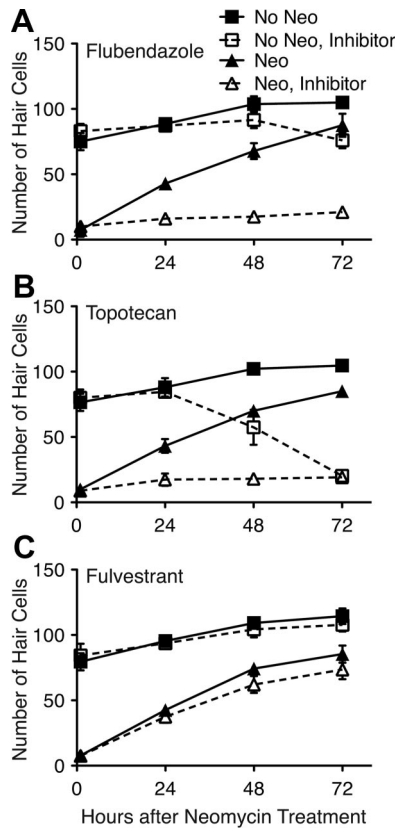 A
No Neo
No Neo, Inhibitor
Neo
Neo, Inhibitor
Flubendazole
Number of Hair Cells
150
100
50
0
0 24 48 72
B
Topotecan
Number of Hair Cells
150
100
50
0
0 24 48 72
C
Fulvestrant
Number of Hair Cells
150
100
50
0
0 24 48 72
Hours after Neomycin Treatment